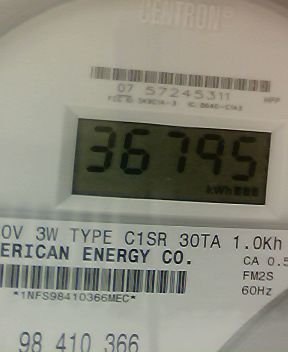 CENTRON®
07 57245311
36795
kWh
0V 3W TYPE C1SR 30TA 1.0Kh
ERICAN ENERGY CO.
CA 0.5
FM2S
*1NFS98410366MEC*
60Hz
98 410 366